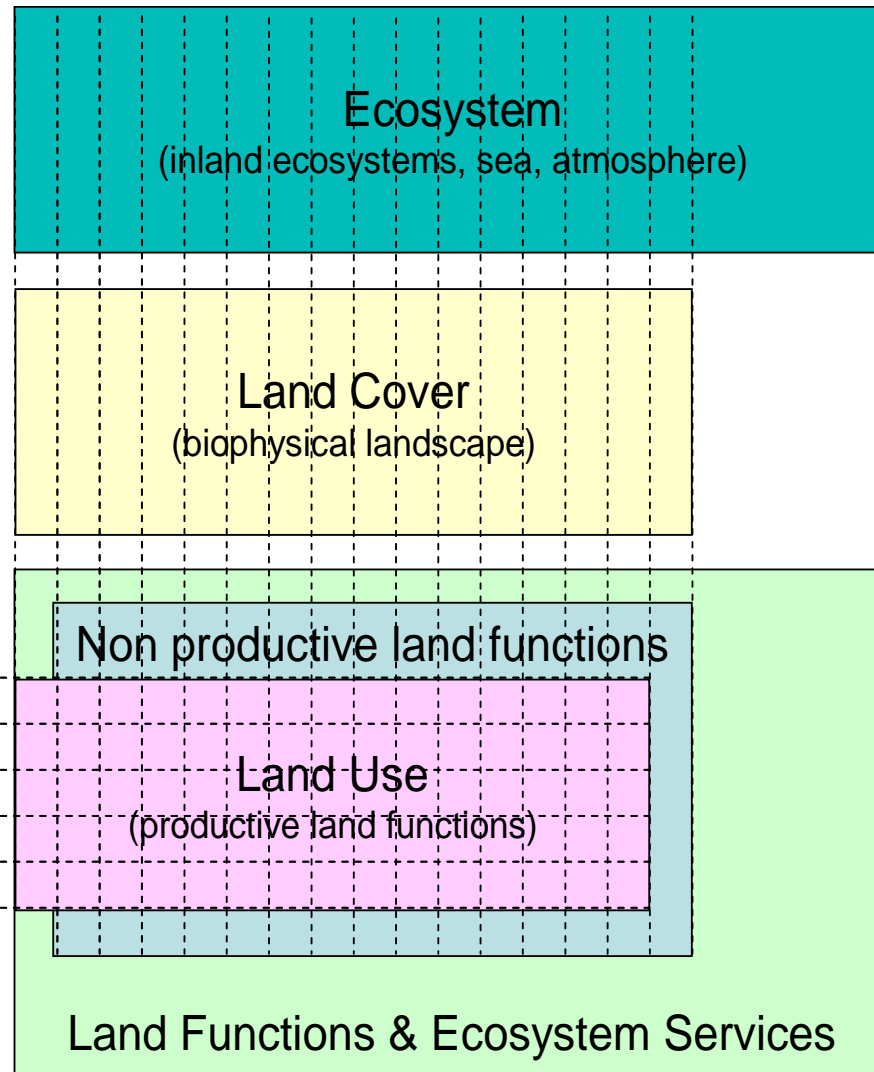 Ecosystem
(inland ecosystems, sea, atmosphere)
Land Cover
(biophysical landscape)
Non productive land functions
Land Use
(productive land functions)
Land Functions & Ecosystem Services